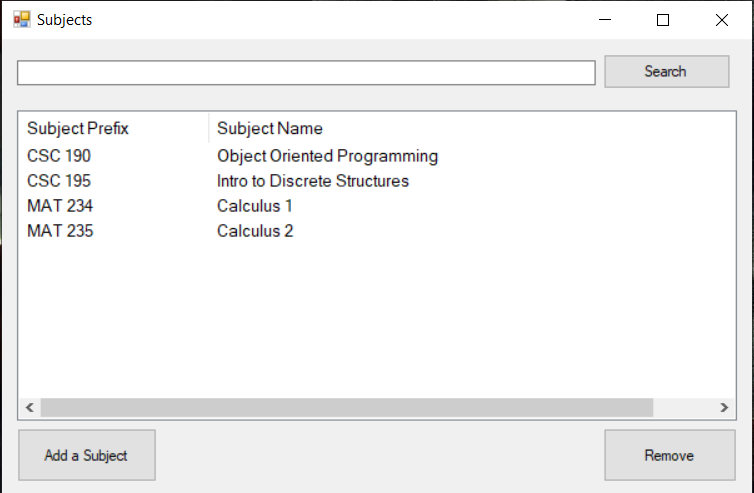 Subjects
Search
Subject Prefix Subject Name
CSC 190 Object Oriented Programming
CSC 195 Intro to Discrete Structures
MAT 234 Calculus 1
MAT 235 Calculus 2
Add a Subject Remove